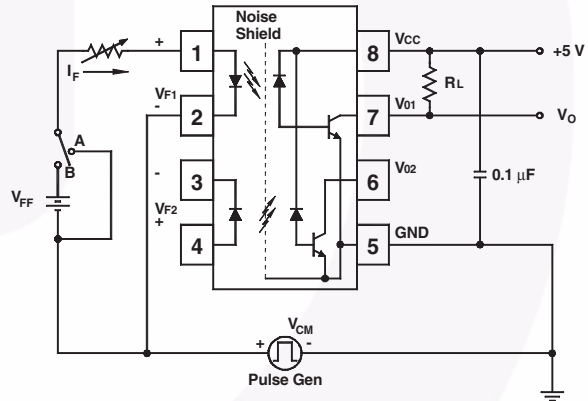 Noise
Shield
+
1
8
VCC
+5 V
IF
VF1
RL
-
2
7
V01
VO
A
B
-
3
6
V02
0.1 µF
VFF
VF2
+
4
5
GND
VCM
+
-
Pulse Gen